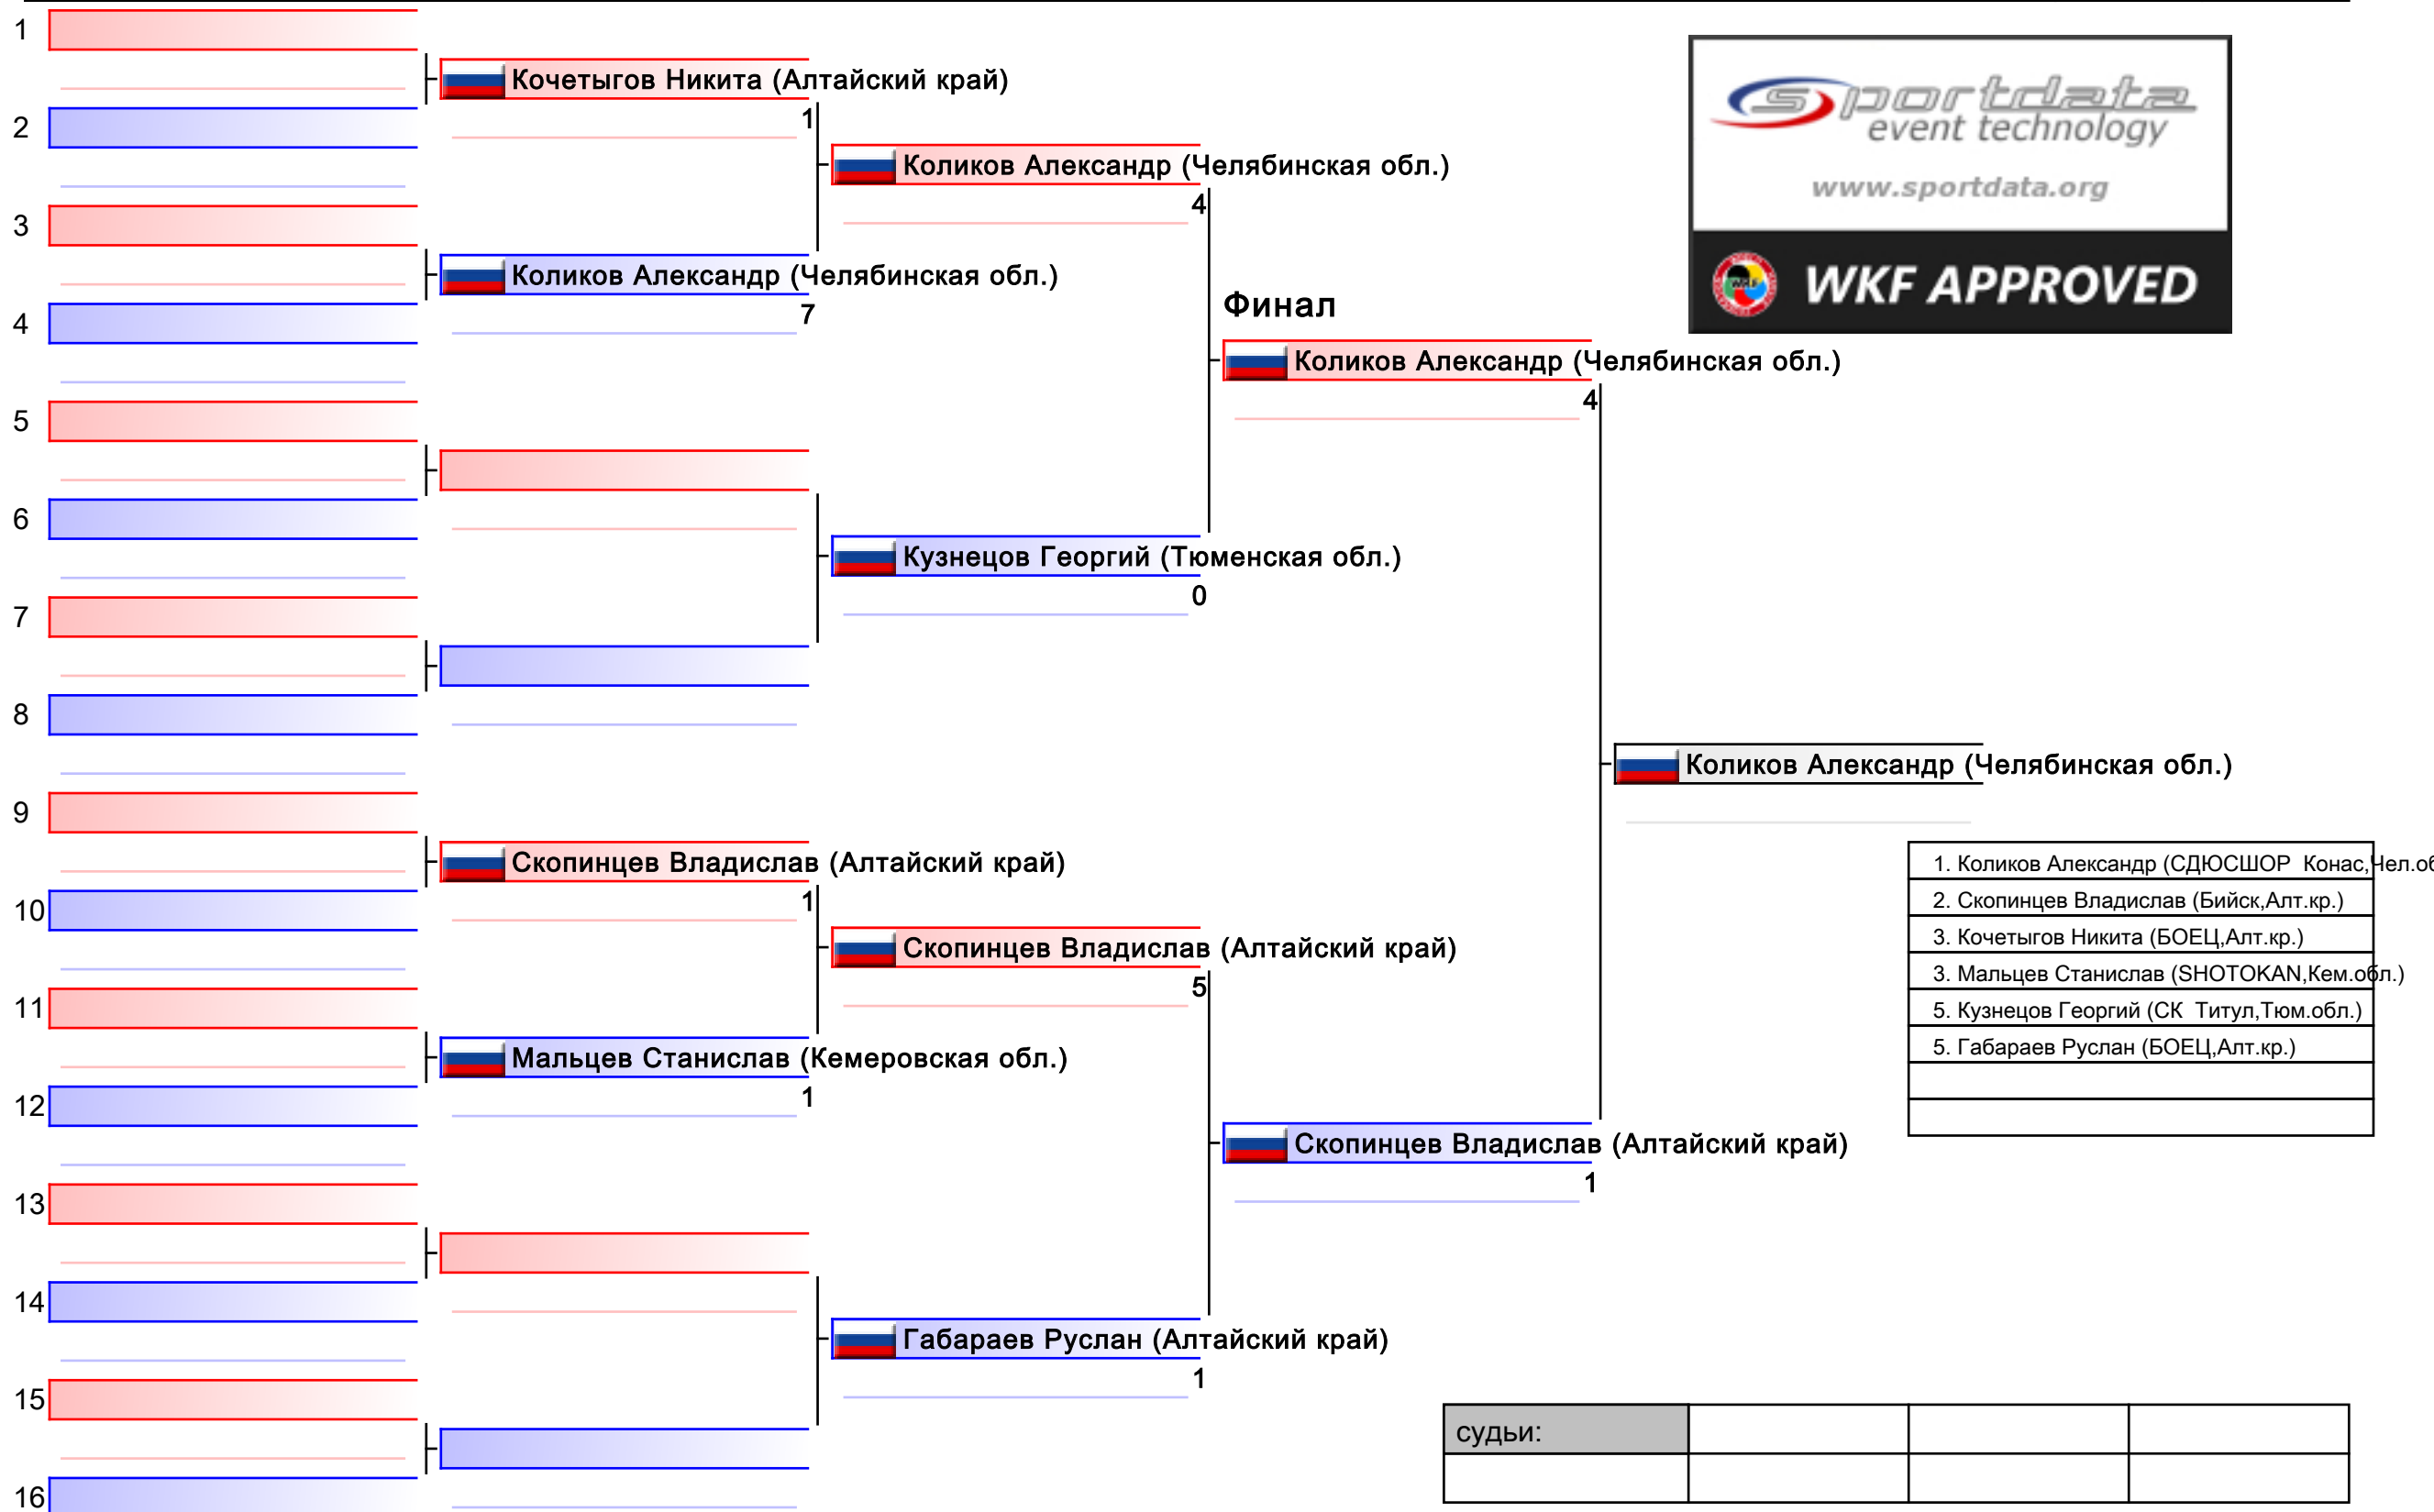 1
Кочетыгов Никита (Алтайский край)
1
2
Коликов Александр (Челябинская обл.)
4
3
Коликов Александр (Челябинская обл.)
7
4
Финал
Коликов Александр (Челябинская обл.)
4
5
6
Кузнецов Георгий (Тюменская обл.)
0
7
8
Коликов Александр (Челябинская обл.)
9
Скопинцев Владислав (Алтайский край)
1
10
Скопинцев Владислав (Алтайский край)
5
11
Мальцев Станислав (Кемеровская обл.)
1
12
Скопинцев Владислав (Алтайский край)
1
13
14
Габараев Руслан (Алтайский край)
1
15
16
sportdata
event technology
www.sportdata.org
WKF APPROVED
1. Коликов Александр (СДЮСШОР Конас,Чел.об
2. Скопинцев Владислав (Бийск,Алт.кр.)
3. Кочетыгов Никита (БОЕЦ,Алт.кр.)
3. Мальцев Станислав (SHOTOKAN,Кем.обл.)
5. Кузнецов Георгий (СК Титул,Тюм.обл.)
5. Габараев Руслан (БОЕЦ,Алт.кр.)
судьи: